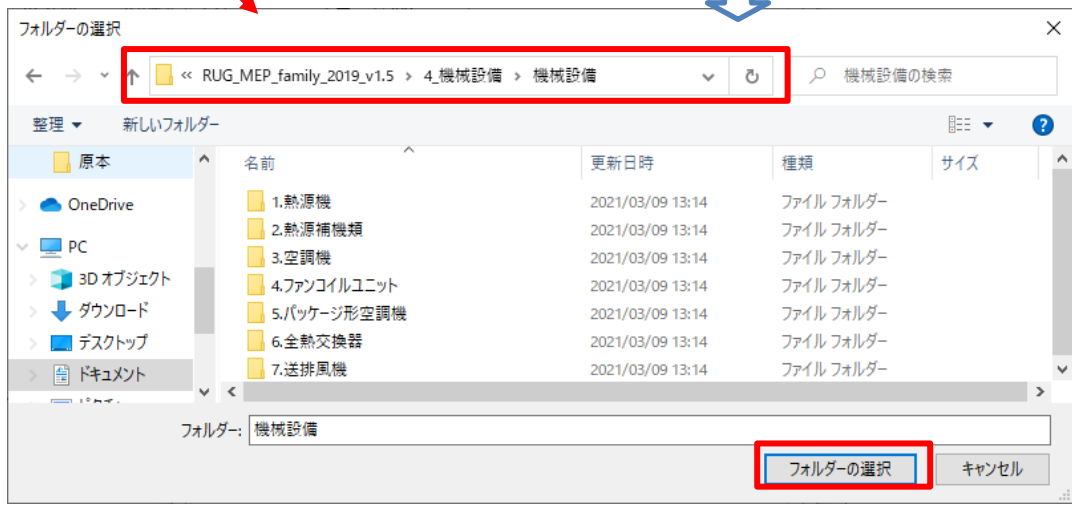 フォルダーの選択
« RUG_MEP_family_2019_v1.5 › 4_機械設備 › 機械設備
機械設備の検索
整理 新しいフォルダー
原本
OneDrive
PC
3D オブジェクト
ダウンロード
デスクトップ
ドキュメント
名前 更新日時 種類 サイズ
1.熱源機 2021/03/09 13:14 ファイル フォルダー
2.熱源補機類 2021/03/09 13:14 ファイル フォルダー
3.空調機 2021/03/09 13:14 ファイル フォルダー
4.ファンコイルユニット 2021/03/09 13:14 ファイル フォルダー
5.パッケージ形空調機 2021/03/09 13:14 ファイル フォルダー
6.全熱交換器 2021/03/09 13:14 ファイル フォルダー
7.送排風機 2021/03/09 13:14 ファイル フォルダー
フォルダー: 機械設備
フォルダーの選択 キャンセル